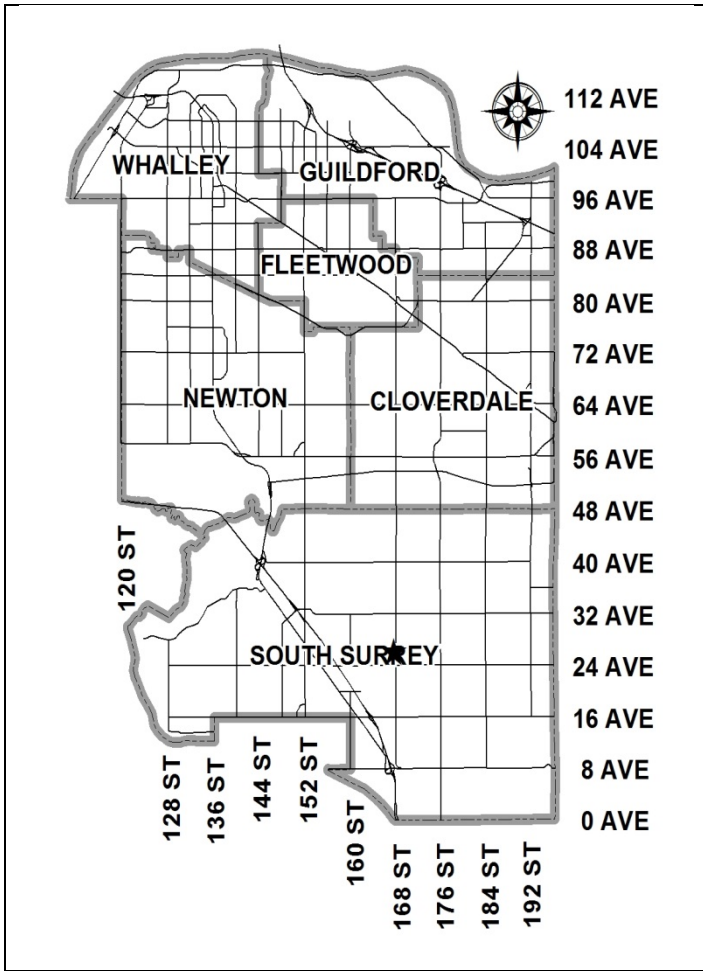 112 AVE
104 AVE
WHALLEY
GUILDFORD
96 AVE
88 AVE
FLEETWOOD
80 AVE
72 AVE
NEWTON
CLOVERDALE
64 AVE
56 AVE
48 AVE
120 ST
40 AVE
32 AVE
SOUTH SURREY
24 AVE
16 AVE
128 ST
136 ST
144 ST
152 ST
8 AVE
160 ST
0 AVE
168 ST
176 ST
184 ST
192 ST